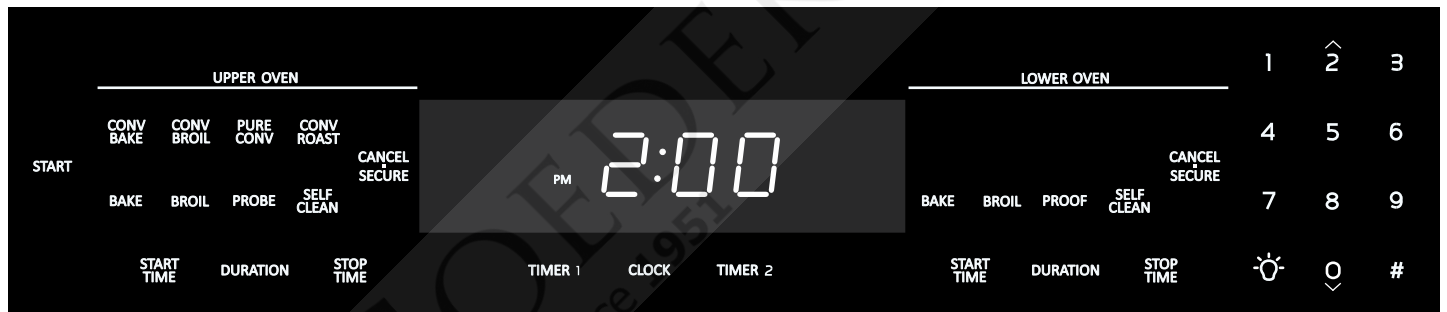 START
UPPER OVEN
CONV BAKE
CONV BROIL
PURE CONV
CONV ROAST
BAKE
BROIL
PROBE
SELF CLEAN
CANCEL
SECURE
START TIME
DURATION
STOP TIME
PM 2:00
TIMER 1
CLOCK
TIMER 2
LOWER OVEN
BAKE
BROIL
PROOF
SELF CLEAN
CANCEL
SECURE
START TIME
DURATION
STOP TIME
1 2 3
4 5 6
7 8 9
0 #
1951